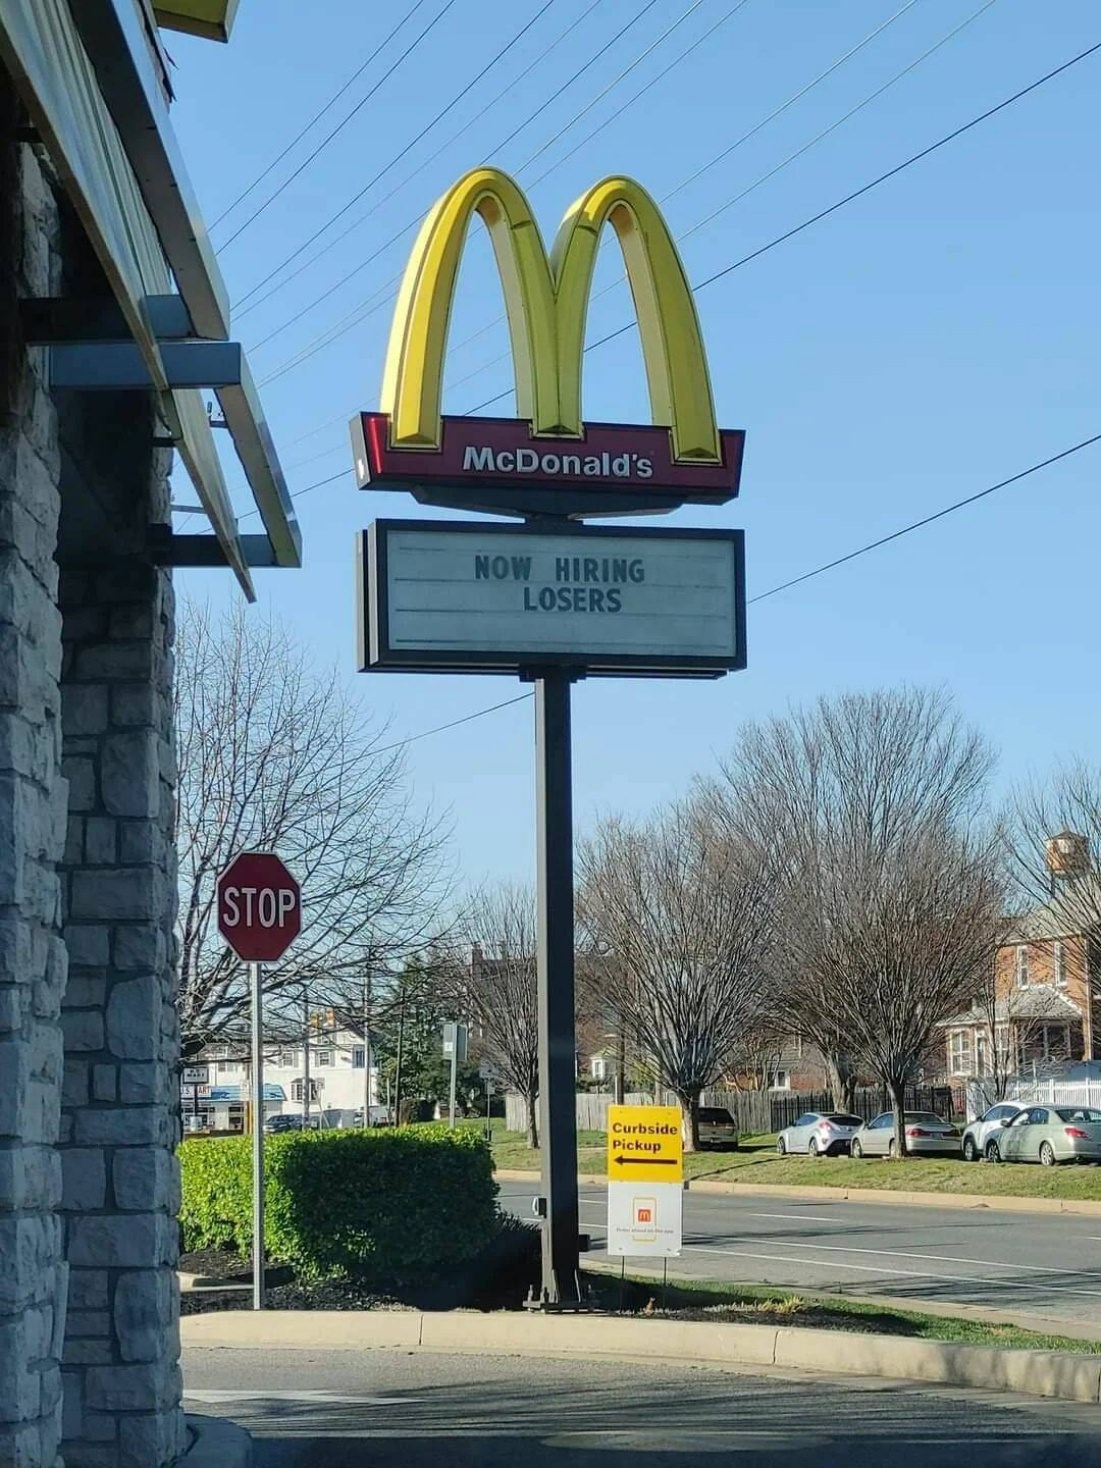 McDonald's
NOW HIRING
LOSERS
STOP
Curbside
Pickup